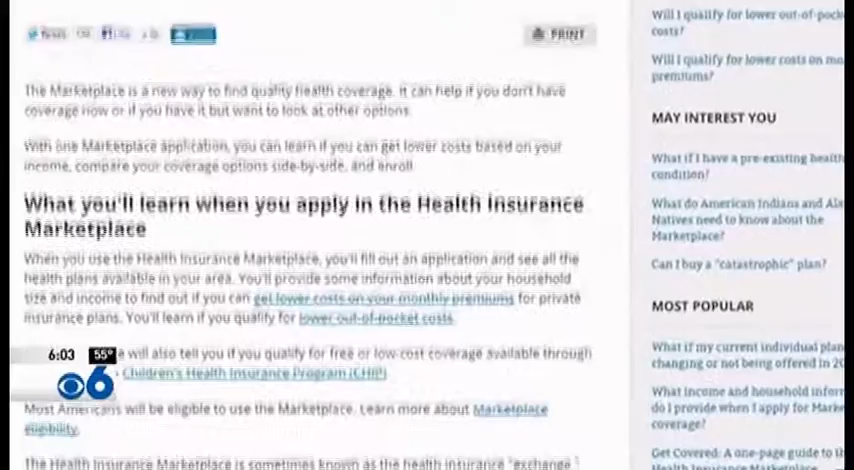 PRINT
The Marketplace is a new way to find quality health coverage. It can help if you don't have
coverage now or if you have it but want to look at other options.
With one Marketplace application, you can learn if you can get lower costs based on your
income, compare your coverage options side-by-side, and enroll.
What you'll learn when you apply in the Health Insurance
Marketplace
When you use the Health Insurance Marketplace, you'll fill out an application and see all the
health plans available in your area. You'll provide some information about your household
size and income to find out if you can get lower costs on your monthly premiums for private
insurance plans. You'll learn if you qualify for lower out-of-pocket costs.
will also tell you if you qualify for free or low-cost coverage available through
Children's Health Insurance Program (CHIP)
Most Americans will be eligible to use the Marketplace. Learn more about Marketplace
eligibility.
The Health Insurance Marketplace is sometimes known as the health insurance "exchange."
6:03 55°
6
Will I qualify for lower out-of-pock
costs?
Will I qualify for lower costs on mo
premiums?
MAY INTEREST YOU
What if I have a pre-existing health
condition?
What do American Indians and Ala
Natives need to know about the
Marketplace?
Can I buy a "catastrophic" plan?
MOST POPULAR
What if my current individual plan
changing or not being offered in 20
What income and household inform
do I provide when I apply for Marke
coverage?
Get Covered: A one-page guide to th
Health Insurance Marketplace